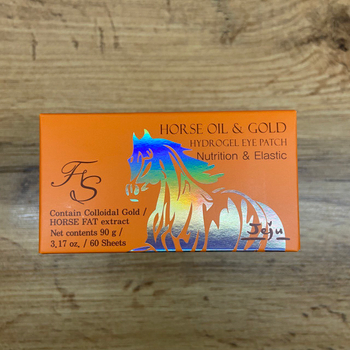 HORSE OIL & GOLD
HYDROGEL EYE PATCH
Nutrition & Elastic
FS
Contain Colloidal Gold /
HORSE FAT extract
Net contents 90 g /
3,17 oz, / 60 Sheets
Jeju